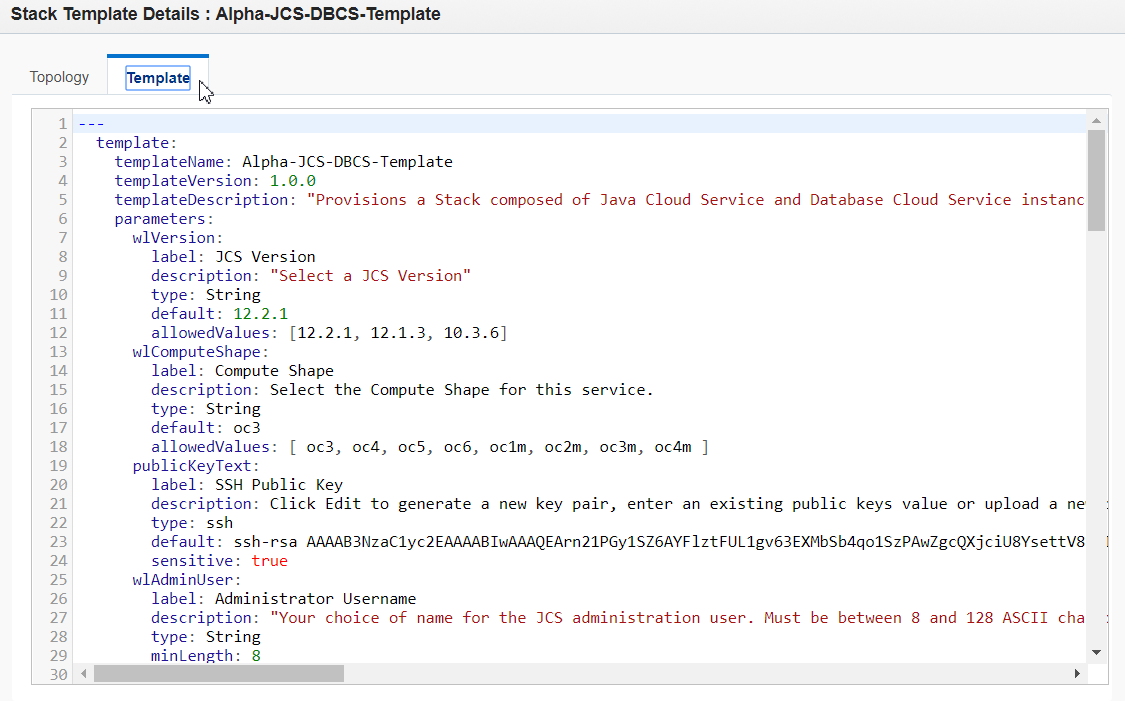 Stack Template Details : Alpha-JCS-DBCS-Template
Topology
Template
1 ---
2 template:
3 templateName: Alpha-JCS-DBCS-Template
4 templateVersion: 1.0.0
5 templateDescription: "Provisions a Stack composed of Java Cloud Service and Database Cloud Service instanc
6 parameters:
7 wlVersion:
8 label: JCS Version
9 description: "Select a JCS Version"
10 type: String
11 default: 12.2.1
12 allowedValues: [12.2.1, 12.1.3, 10.3.6]
13 wlComputeShape:
14 label: Compute Shape
15 description: Select the Compute Shape for this service.
16 type: String
17 default: oc3
18 allowedValues: [ oc3, oc4, oc5, oc6, oc1m, oc2m, oc3m, oc4m ]
19 publicKeyText:
20 label: SSH Public Key
21 description: Click Edit to generate a new key pair, enter an existing public keys value or upload a ne
22 type: ssh
23 default: ssh-rsa AAAAB3NzaC1yc2EAAAABIwAAAQEArn21PGy1SZ6AYFlztFUL1gv63EXMbSb4qo1SzPAwZgcQXjciU8YsettV8
24 sensitive: true
25 wlAdminUser:
26 label: Administrator Username
27 description: "Your choice of name for the JCS administration user. Must be between 8 and 128 ASCII cha
28 type: String
29 minLength: 8
30